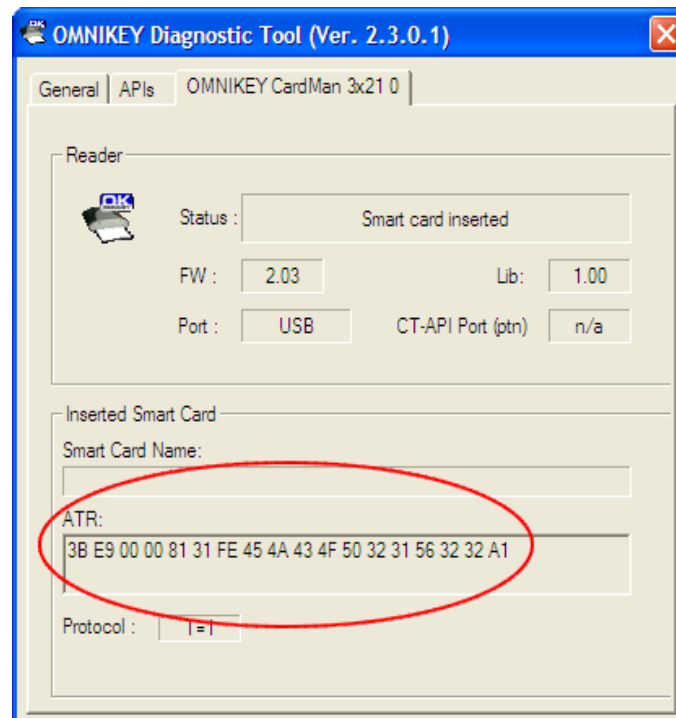 OMNIKEY Diagnostic Tool (Ver. 2.3.0.1)
General APIs OMNIKEY CardMan 3x21 0
Reader
OK
Status : Smart card inserted
FW : 2.03 Lib: 1.00
Port : USB CT-API Port (ptn) n/a
Inserted Smart Card
Smart Card Name:
ATR:
3B E9 00 00 81 31 FE 45 4A 43 4F 50 32 31 56 32 32 A1
Protocol : T=1